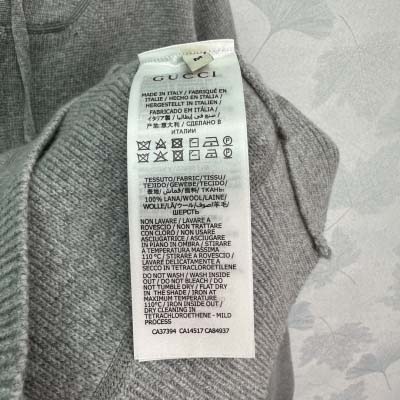 GUCCI
MADE IN ITALY / FABRIQUÉ EN
ITALIE / HECHO EN ITALIA /
HERGESTELLT IN ITALIEN /
FABRICADO EM ITÁLIA /
イタリア製 / صنع في إيطاليا /
产地:意大利 / СДЕЛАНО В
ИТАЛИИ
TESSUTO/FABRIC/TISSU/
TEJIDO/GEWEBE/TECIDO/
表地/قماش/面料/ ТКАНЬ:
100% LANA/WOOL/LAINE/
WOLLE/LÃ/ウール/صوف/羊毛/
ШЕРСТЬ
NON LAVARE / LAVARE A
ROVESCIO / NON TRATTARE
CON CLORO / NON USARE
ASCIUGATRICE / ASCIUGARE
IN PIANO IN OMBRA / STIRARE
A TEMPERATURA MASSIMA
110°C / STIRARE A ROVESCIO /
LAVARE DELICATAMENTE A
SECCO IN TETRACLOROETILENE
DO NOT WASH / WASH INSIDE
OUT / DO NOT BLEACH / DO
NOT TUMBLE DRY / FLAT DRY
IN THE SHADE / IRON AT
MAXIMUM TEMPERATURE
110°C / IRON INSIDE OUT /
DRY CLEANING IN
TETRACHLOROETHENE - MILD
PROCESS
CA37394 CA14517 CA84937